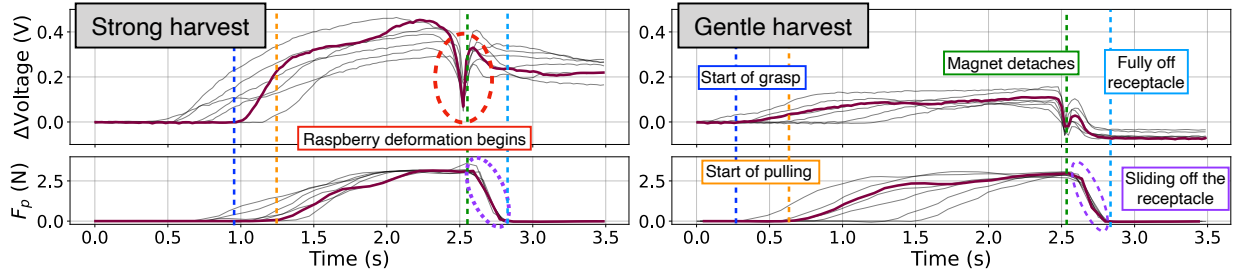 Strong harvest
Gentle harvest
ΔVoltage (V)
0.4
0.2
0.0
Raspberry deformation begins
0.4
0.2
0.0
Start of grasp
Magnet detaches
Fully off
receptacle
F_p (N)
2.5
0.0
2.5
0.0
Start of pulling
Sliding off the
receptacle
0.0 0.5 1.0 1.5 2.0 2.5 3.0 3.5
Time (s)
0.0 0.5 1.0 1.5 2.0 2.5 3.0 3.5
Time (s)